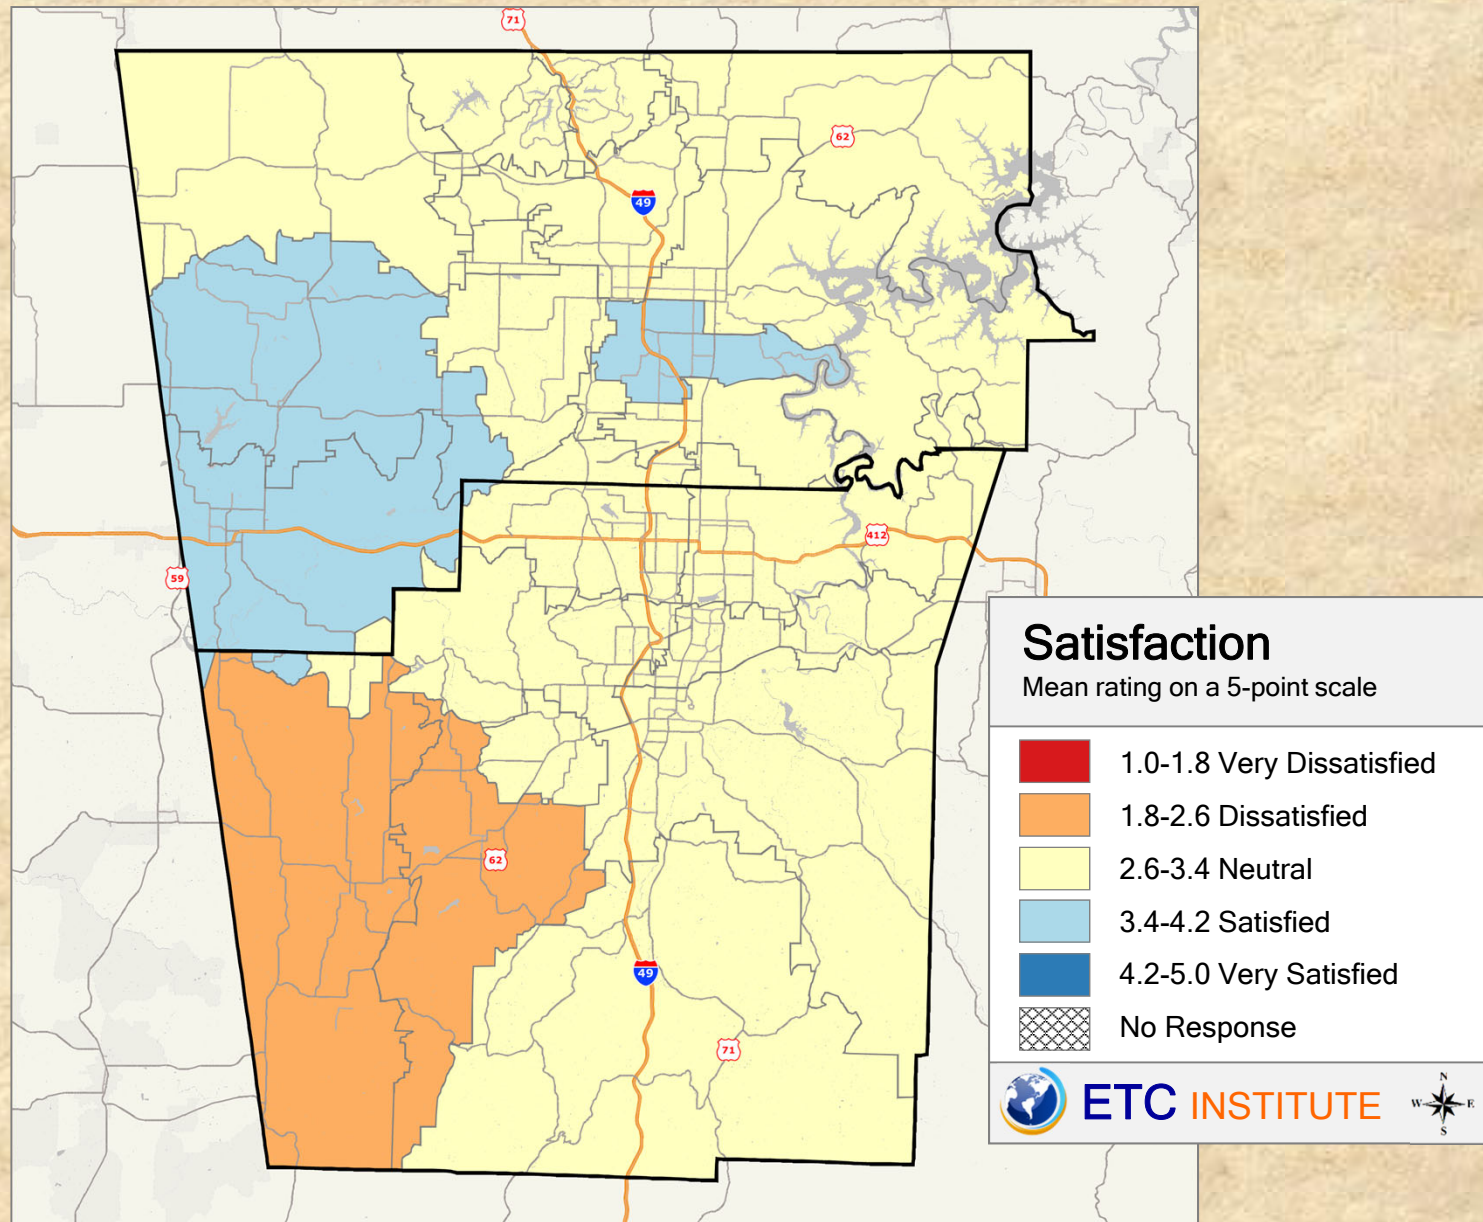 71
62
49
412
59
62
49
71
Satisfaction
Mean rating on a 5-point scale
1.0-1.8 Very Dissatisfied
1.8-2.6 Dissatisfied
2.6-3.4 Neutral
3.4-4.2 Satisfied
4.2-5.0 Very Satisfied
No Response
ETC INSTITUTE
N
W E
S